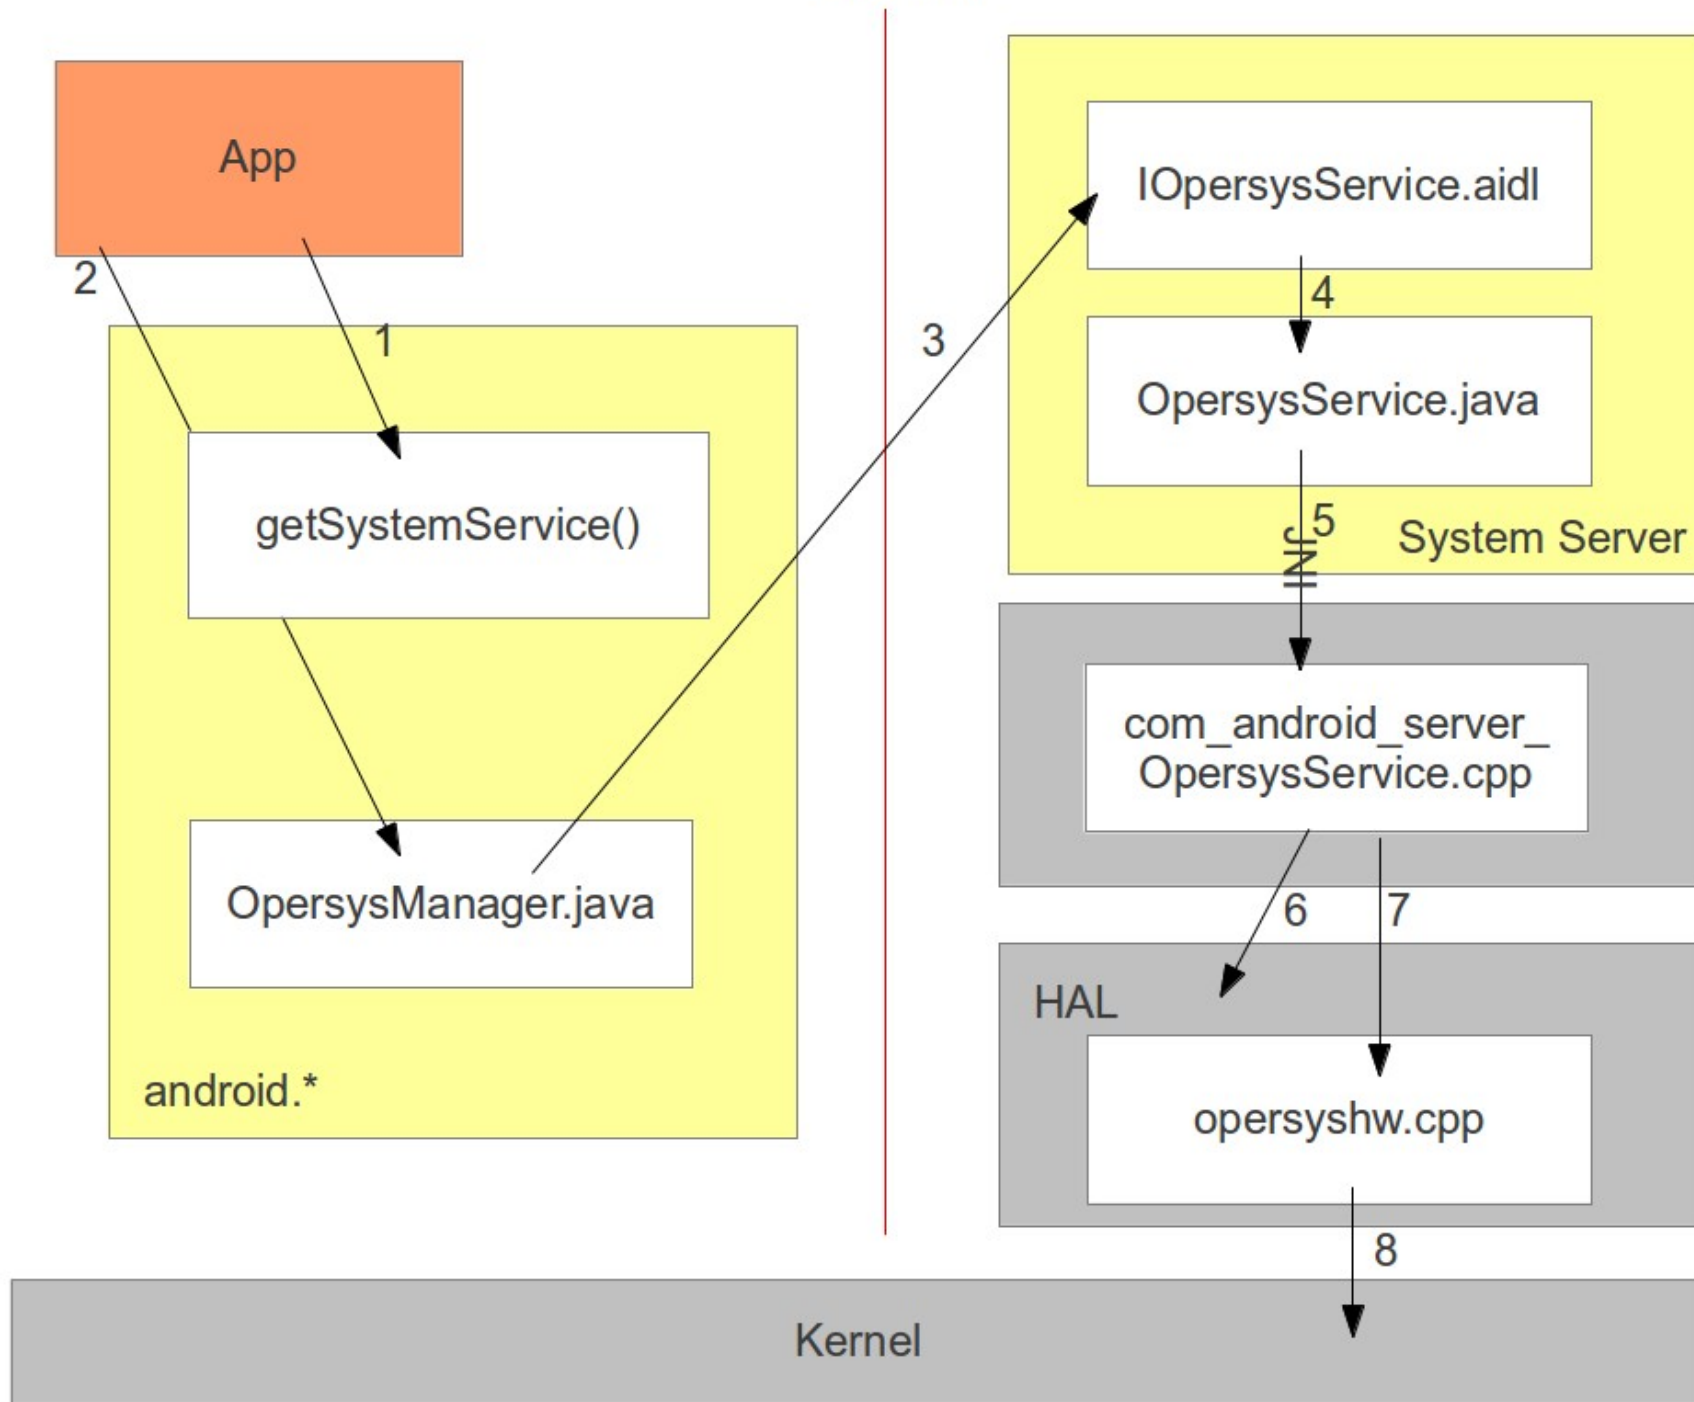 App
2
1
getSystemService()
OpersysManager.java
android.*
3
IOpersysService.aidl
4
OpersysService.java
5
JNI
System Server
com_android_server_
OpersysService.cpp
6
7
HAL
opersyshw.cpp
8
Kernel